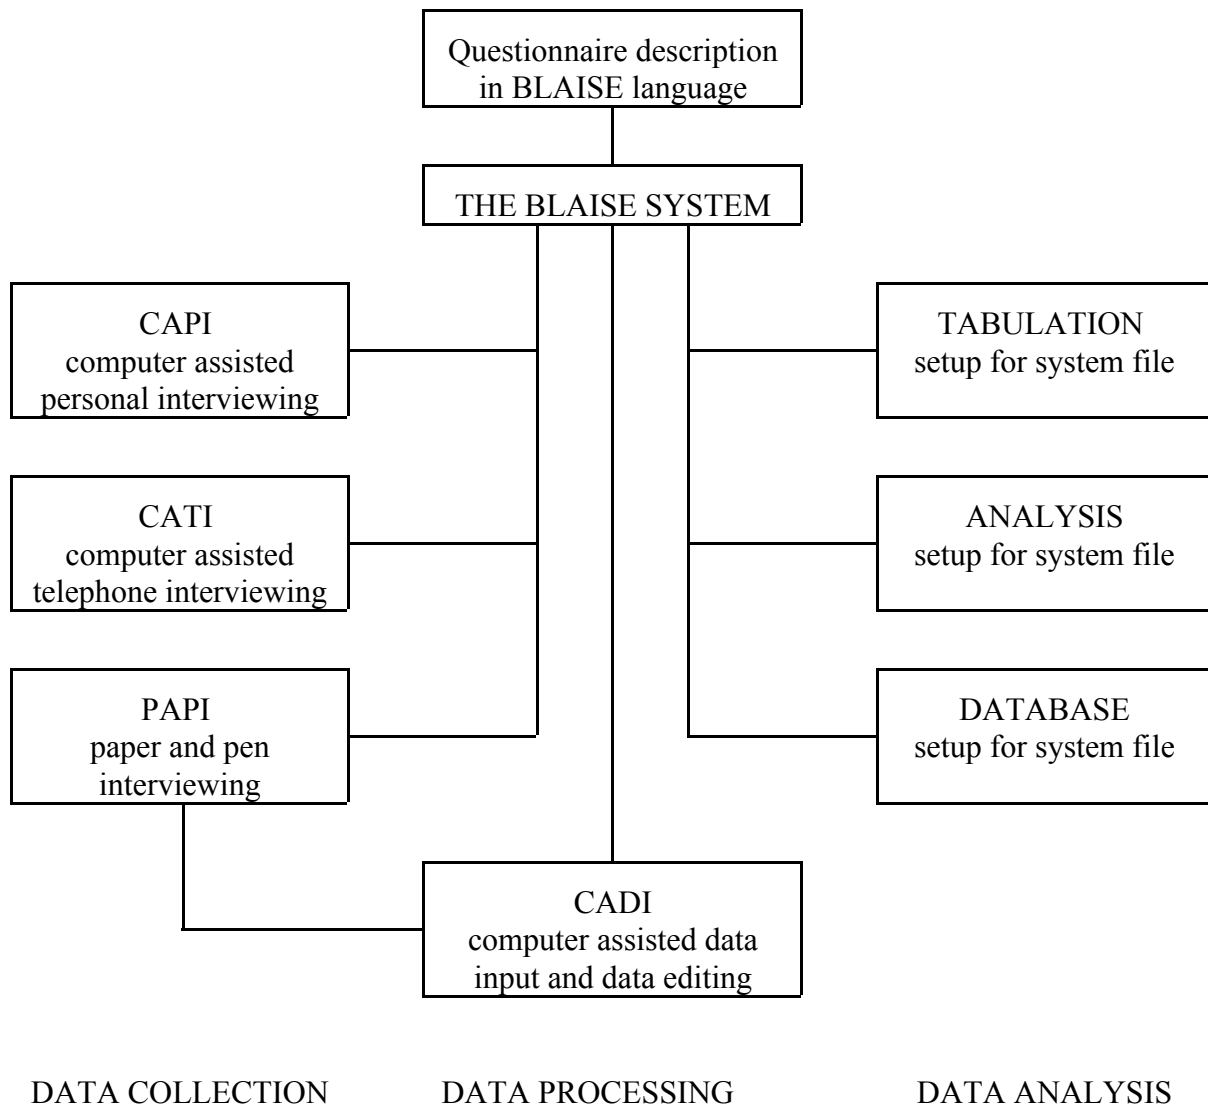 Questionnaire description
in BLAISE language
THE BLAISE SYSTEM
CAPI
computer assisted
personal interviewing
TABULATION
setup for system file
CATI
computer assisted
telephone interviewing
ANALYSIS
setup for system file
PAPI
paper and pen
interviewing
DATABASE
setup for system file
CADI
computer assisted data
input and data editing
DATA COLLECTION
DATA PROCESSING
DATA ANALYSIS